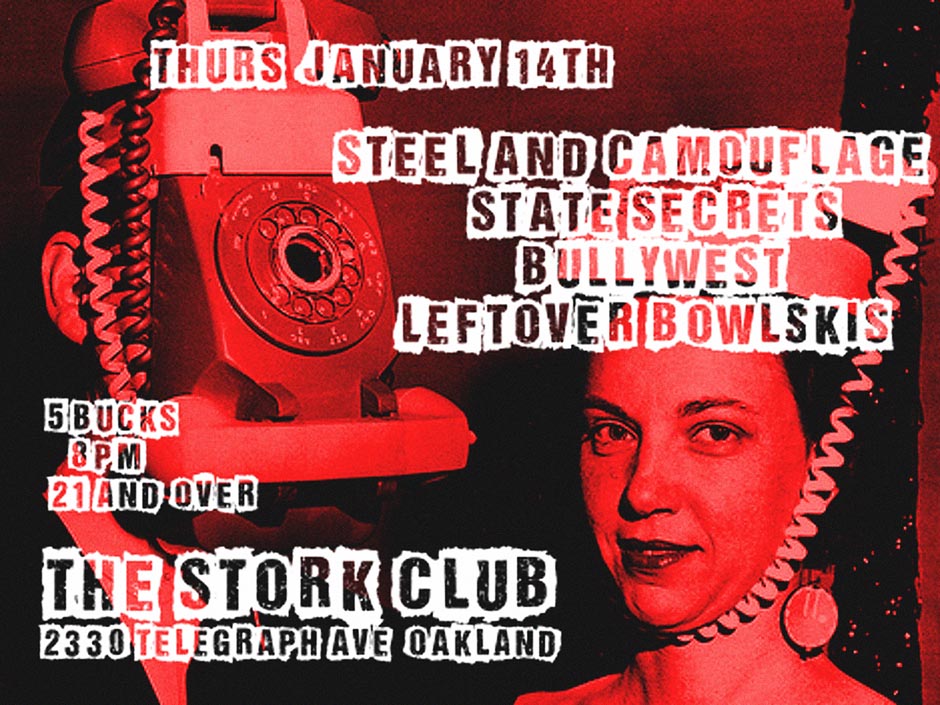 THURS JANUARY 14TH
STEEL AND CAMOUFLAGE
STATE SECRETS
BULLYWEST
LEFTOVER BOWLSKIS
5 BUCKS
8PM
21 AND OVER
THE STORK CLUB
2330 TELEGRAPH AVE OAKLAND